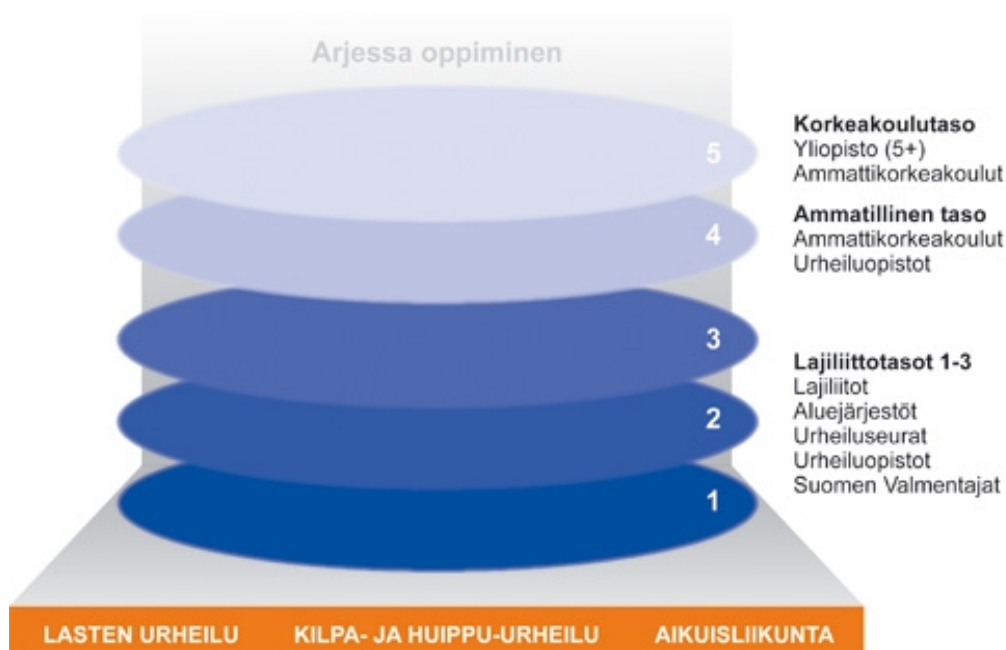 Arjessa oppiminen
5
Korkeakoulutaso
Yliopisto (5+)
Ammattikorkeakoulut
4
Ammatillinen taso
Ammattikorkeakoulut
Urheiluopistot
3
Lajiliittotasot 1-3
Lajiliitot
Aluejärjestöt
Urheiluseurat
Urheiluopistot
Suomen Valmentajat
2
1
LASTEN URHEILU KILPA- JA HUIPPU-URHEILU AIKUISLIIKUNTA